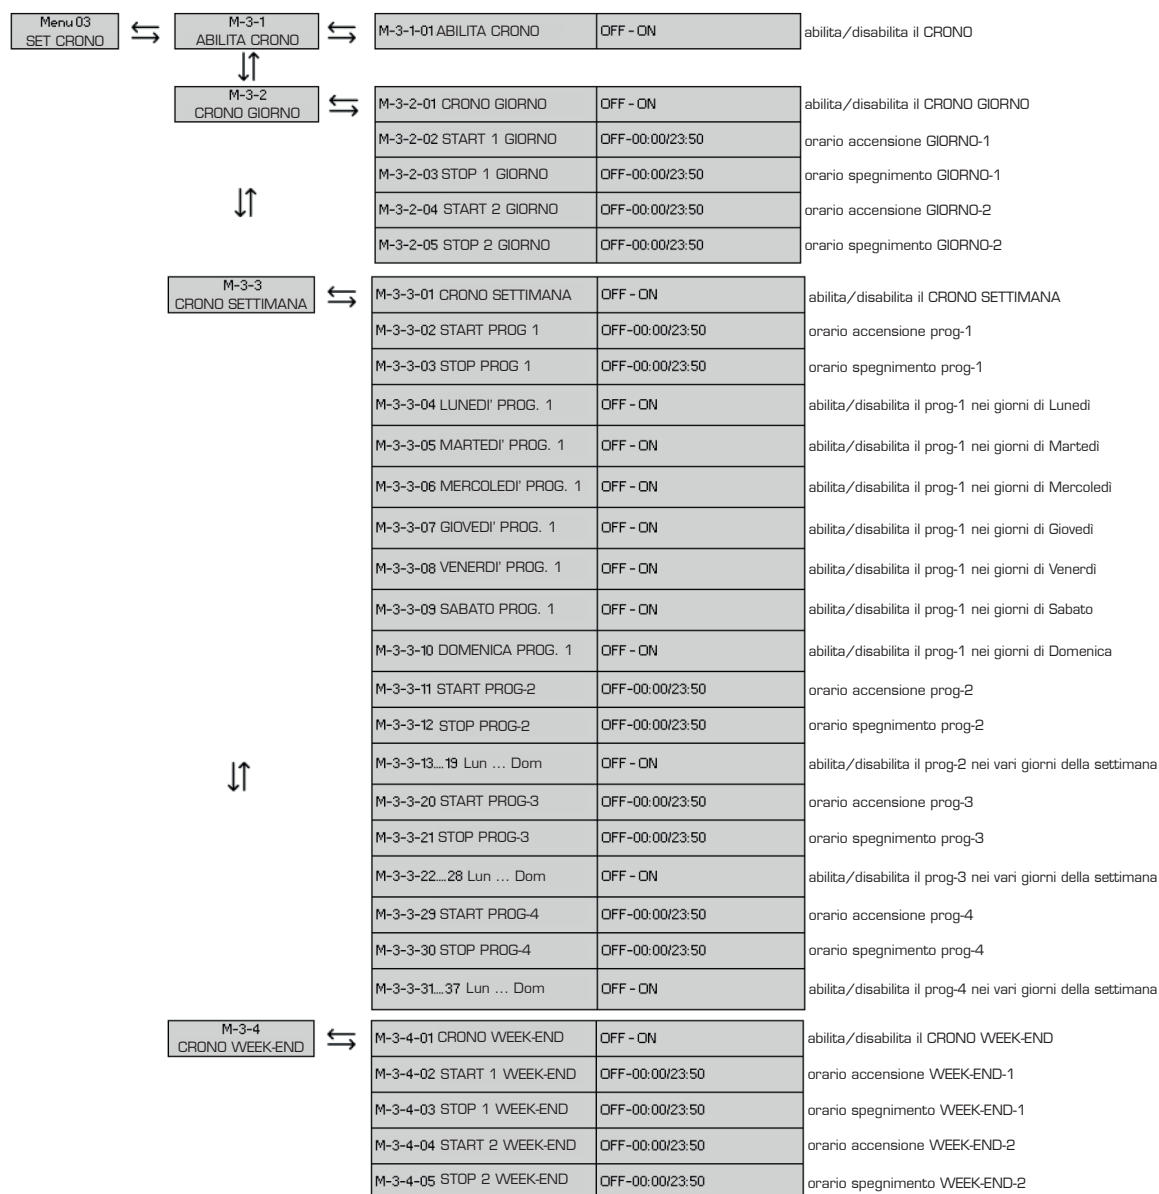 Menu 03
SET CRONO
M-3-1
ABILITA CRONO
M-3-1-01 ABILITA CRONO OFF - ON abilita/disabilita il CRONO
M-3-2
CRONO GIORNO
M-3-2-01 CRONO GIORNO OFF - ON abilita/disabilita il CRONO GIORNO
M-3-2-02 START 1 GIORNO OFF-00:00/23:50 orario accensione GIORNO-1
M-3-2-03 STOP 1 GIORNO OFF-00:00/23:50 orario spegnimento GIORNO-1
M-3-2-04 START 2 GIORNO OFF-00:00/23:50 orario accensione GIORNO-2
M-3-2-05 STOP 2 GIORNO OFF-00:00/23:50 orario spegnimento GIORNO-2
M-3-3
CRONO SETTIMANA
M-3-3-01 CRONO SETTIMANA OFF - ON abilita/disabilita il CRONO SETTIMANA
M-3-3-02 START PROG 1 OFF-00:00/23:50 orario accensione prog-1
M-3-3-03 STOP PROG 1 OFF-00:00/23:50 orario spegnimento prog-1
M-3-3-04 LUNEDI' PROG. 1 OFF - ON abilita/disabilita il prog-1 nei giorni di Lunedì
M-3-3-05 MARTEDI' PROG. 1 OFF - ON abilita/disabilita il prog-1 nei giorni di Martedì
M-3-3-06 MERCOLEDI' PROG. 1 OFF - ON abilita/disabilita il prog-1 nei giorni di Mercoledì
M-3-3-07 GIOVEDI' PROG. 1 OFF - ON abilita/disabilita il prog-1 nei giorni di Giovedì
M-3-3-08 VENERDI' PROG. 1 OFF - ON abilita/disabilita il prog-1 nei giorni di Venerdì
M-3-3-09 SABATO PROG. 1 OFF - ON abilita/disabilita il prog-1 nei giorni di Sabato
M-3-3-10 DOMENICA PROG. 1 OFF - ON abilita/disabilita il prog-1 nei giorni di Domenica
M-3-3-11 START PROG-2 OFF-00:00/23:50 orario accensione prog-2
M-3-3-12 STOP PROG-2 OFF-00:00/23:50 orario spegnimento prog-2
M-3-3-13....19 Lun ... Dom OFF - ON abilita/disabilita il prog-2 nei vari giorni della settimana
M-3-3-20 START PROG-3 OFF-00:00/23:50 orario accensione prog-3
M-3-3-21 STOP PROG-3 OFF-00:00/23:50 orario spegnimento prog-3
M-3-3-22....28 Lun ... Dom OFF - ON abilita/disabilita il prog-3 nei vari giorni della settimana
M-3-3-29 START PROG-4 OFF-00:00/23:50 orario accensione prog-4
M-3-3-30 STOP PROG-4 OFF-00:00/23:50 orario spegnimento prog-4
M-3-3-31....37 Lun ... Dom OFF - ON abilita/disabilita il prog-4 nei vari giorni della settimana
M-3-4
CRONO WEEK-END
M-3-4-01 CRONO WEEK-END OFF - ON abilita/disabilita il CRONO WEEK-END
M-3-4-02 START 1 WEEK-END OFF-00:00/23:50 orario accensione WEEK-END-1
M-3-4-03 STOP 1 WEEK-END OFF-00:00/23:50 orario spegnimento WEEK-END-1
M-3-4-04 START 2 WEEK-END OFF-00:00/23:50 orario accensione WEEK-END-2
M-3-4-05 STOP 2 WEEK-END OFF-00:00/23:50 orario spegnimento WEEK-END-2